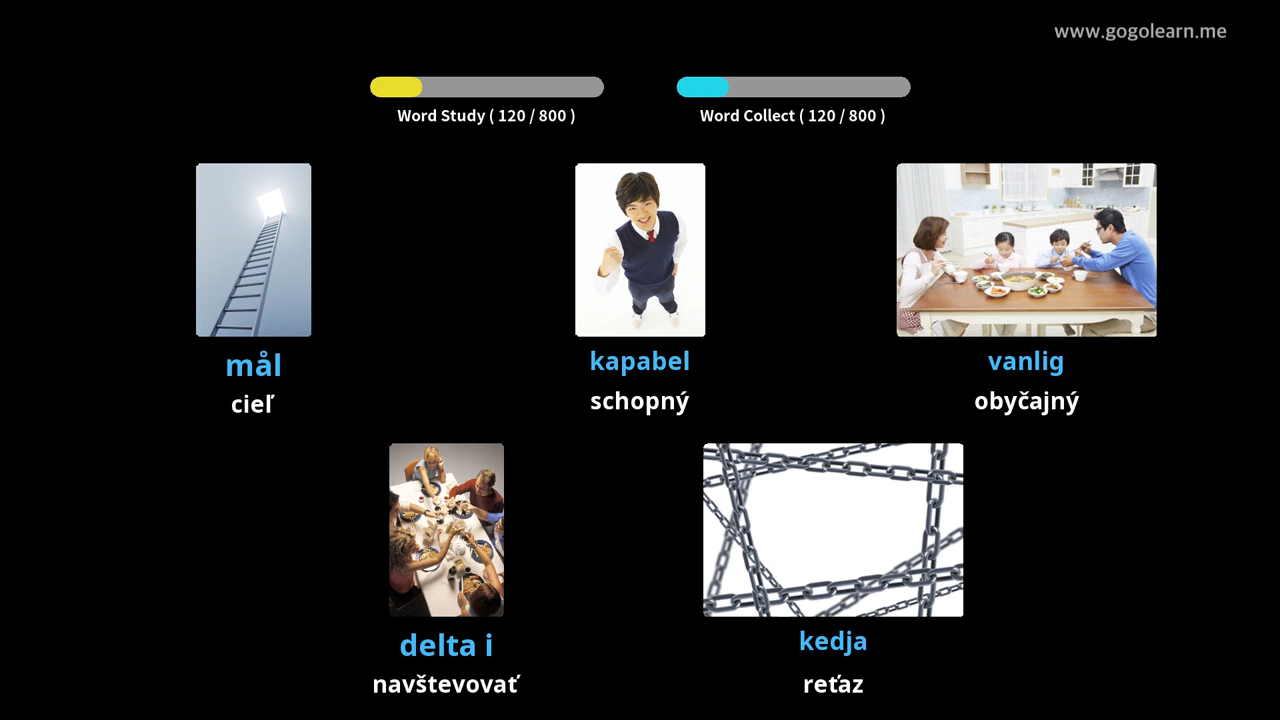 www.gogolearn.me
Word Study ( 120 / 800 )
Word Collect ( 120 / 800 )
mål
cieľ
kapabel
schopný
vanlig
obyčajný
delta i
navštevovať
kedja
reťaz